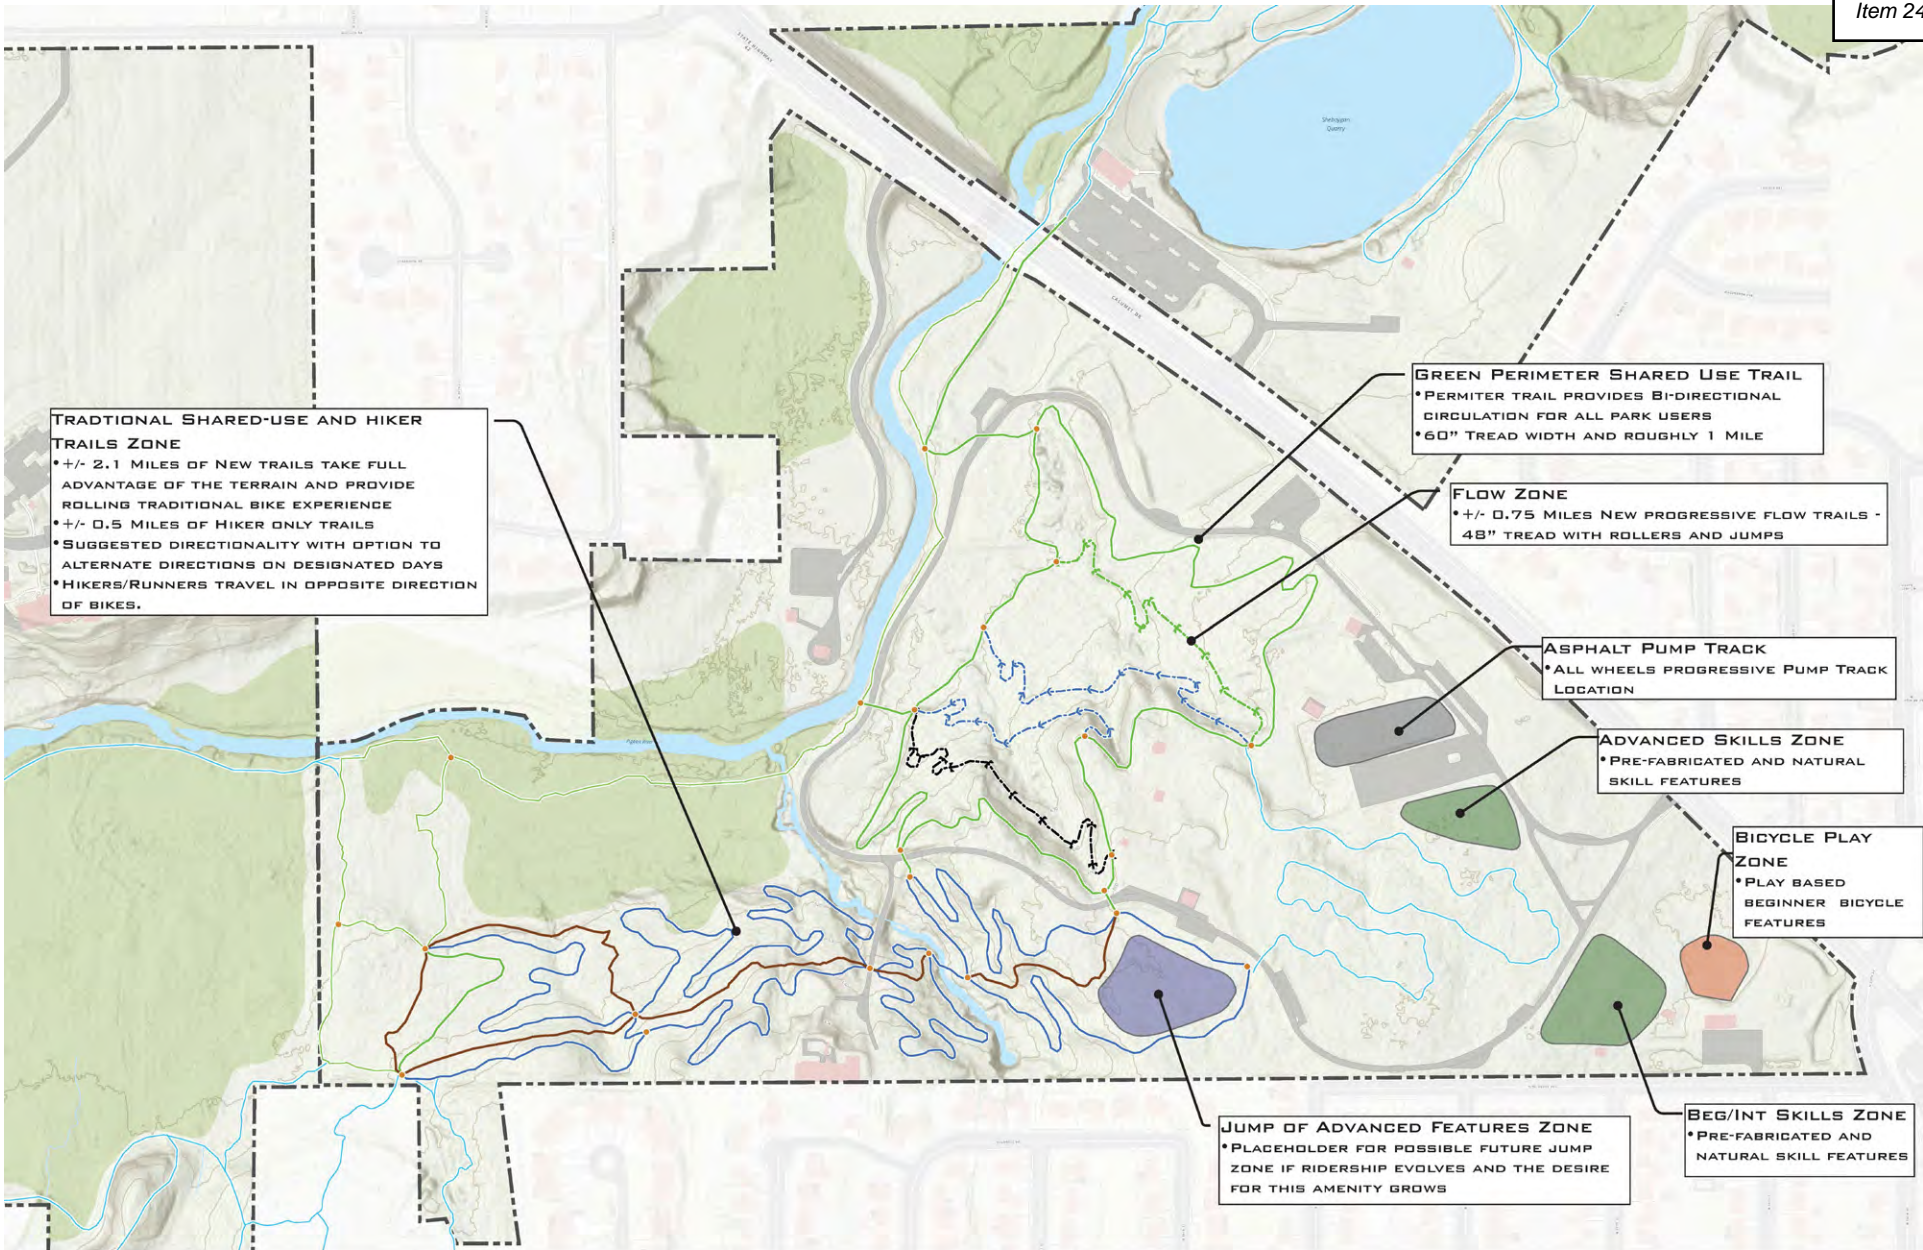 Item 24
STATE HIGHWAY
42
Sheboygan
Quarry
CALUMET DR
GREEN PERIMETER SHARED USE TRAIL
•PERMITER TRAIL PROVIDES BI-DIRECTIONAL
CIRCULATION FOR ALL PARK USERS
•60” TREAD WIDTH AND ROUGHLY 1 MILE
TRADTIONAL SHARED-USE AND HIKER
TRAILS ZONE
•+/- 2.1 MILES OF NEW TRAILS TAKE FULL
ADVANTAGE OF THE TERRAIN AND PROVIDE
ROLLING TRADITIONAL BIKE EXPERIENCE
•+/- 0.5 MILES OF HIKER ONLY TRAILS
•SUGGESTED DIRECTIONALITY WITH OPTION TO
ALTERNATE DIRECTIONS ON DESIGNATED DAYS
•HIKERS/RUNNERS TRAVEL IN OPPOSITE DIRECTION
OF BIKES.
FLOW ZONE
•+/- 0.75 MILES NEW PROGRESSIVE FLOW TRAILS -
48” TREAD WITH ROLLERS AND JUMPS
ASPHALT PUMP TRACK
•ALL WHEELS PROGRESSIVE PUMP TRACK
LOCATION
ADVANCED SKILLS ZONE
•PRE-FABRICATED AND NATURAL
SKILL FEATURES
BICYCLE PLAY
ZONE
•PLAY BASED
BEGINNER BICYCLE
FEATURES
BEG/INT SKILLS ZONE
•PRE-FABRICATED AND
NATURAL SKILL FEATURES
JUMP OF ADVANCED FEATURES ZONE
•PLACEHOLDER FOR POSSIBLE FUTURE JUMP
ZONE IF RIDERSHIP EVOLVES AND THE DESIRE
FOR THIS AMENITY GROWS